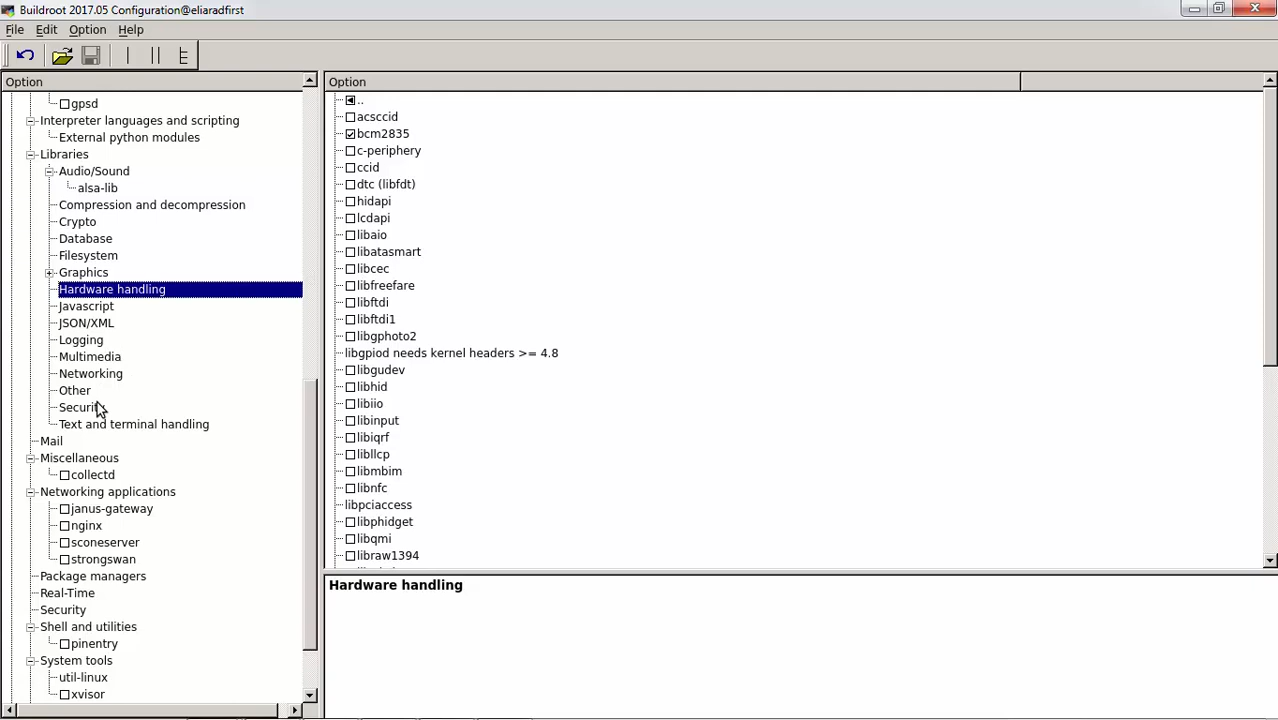 Buildroot 2017.05 Configuration@eliaradfirst
File Edit Option Help
Option
gpsd
Interpreter languages and scripting
External python modules
Libraries
Audio/Sound
alsa-lib
Compression and decompression
Crypto
Database
Filesystem
Graphics
Hardware handling
Javascript
JSON/XML
Logging
Multimedia
Networking
Other
Security
Text and terminal handling
Mail
Miscellaneous
collectd
Networking applications
janus-gateway
nginx
sconeserver
strongswan
Package managers
Real-Time
Security
Shell and utilities
pinentry
System tools
util-linux
xvisor
Option
..
acsccid
bcm2835
c-periphery
ccid
dtc (libfdt)
hidapi
lcdapi
libaio
libatasmart
libcec
libfreefare
libftdi
libftdi1
libgphoto2
libgpiod needs kernel headers >= 4.8
libgudev
libhid
libiio
libinput
libiqrf
libllcp
libmbim
libnfc
libpciaccess
libphidget
libqmi
libraw1394
Hardware handling